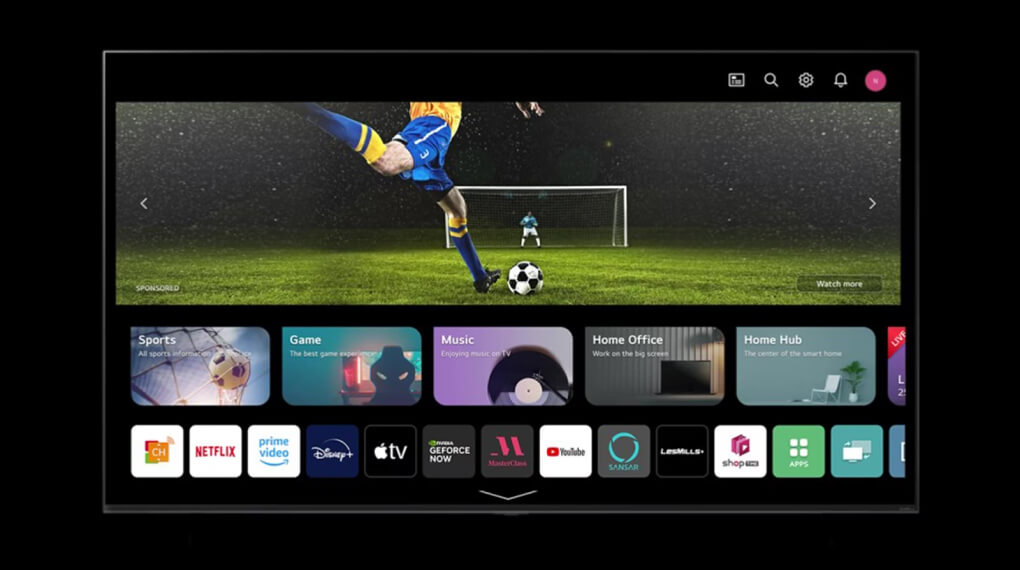 N
3
SPONSORED
Watch more
Sports
All sports information
Game
The best game experience
Music
Enjoying music on TV
Home Office
Work on the big screen
Home Hub
The center of the smart home
LIVE
L
CH
NETFLIX
prime
video
Disney+
tv
NVIDIA
GEFORCE
NOW
M
MasterClass
YouTube
SANSAR
LESMILLS+
shop TIME
APPS